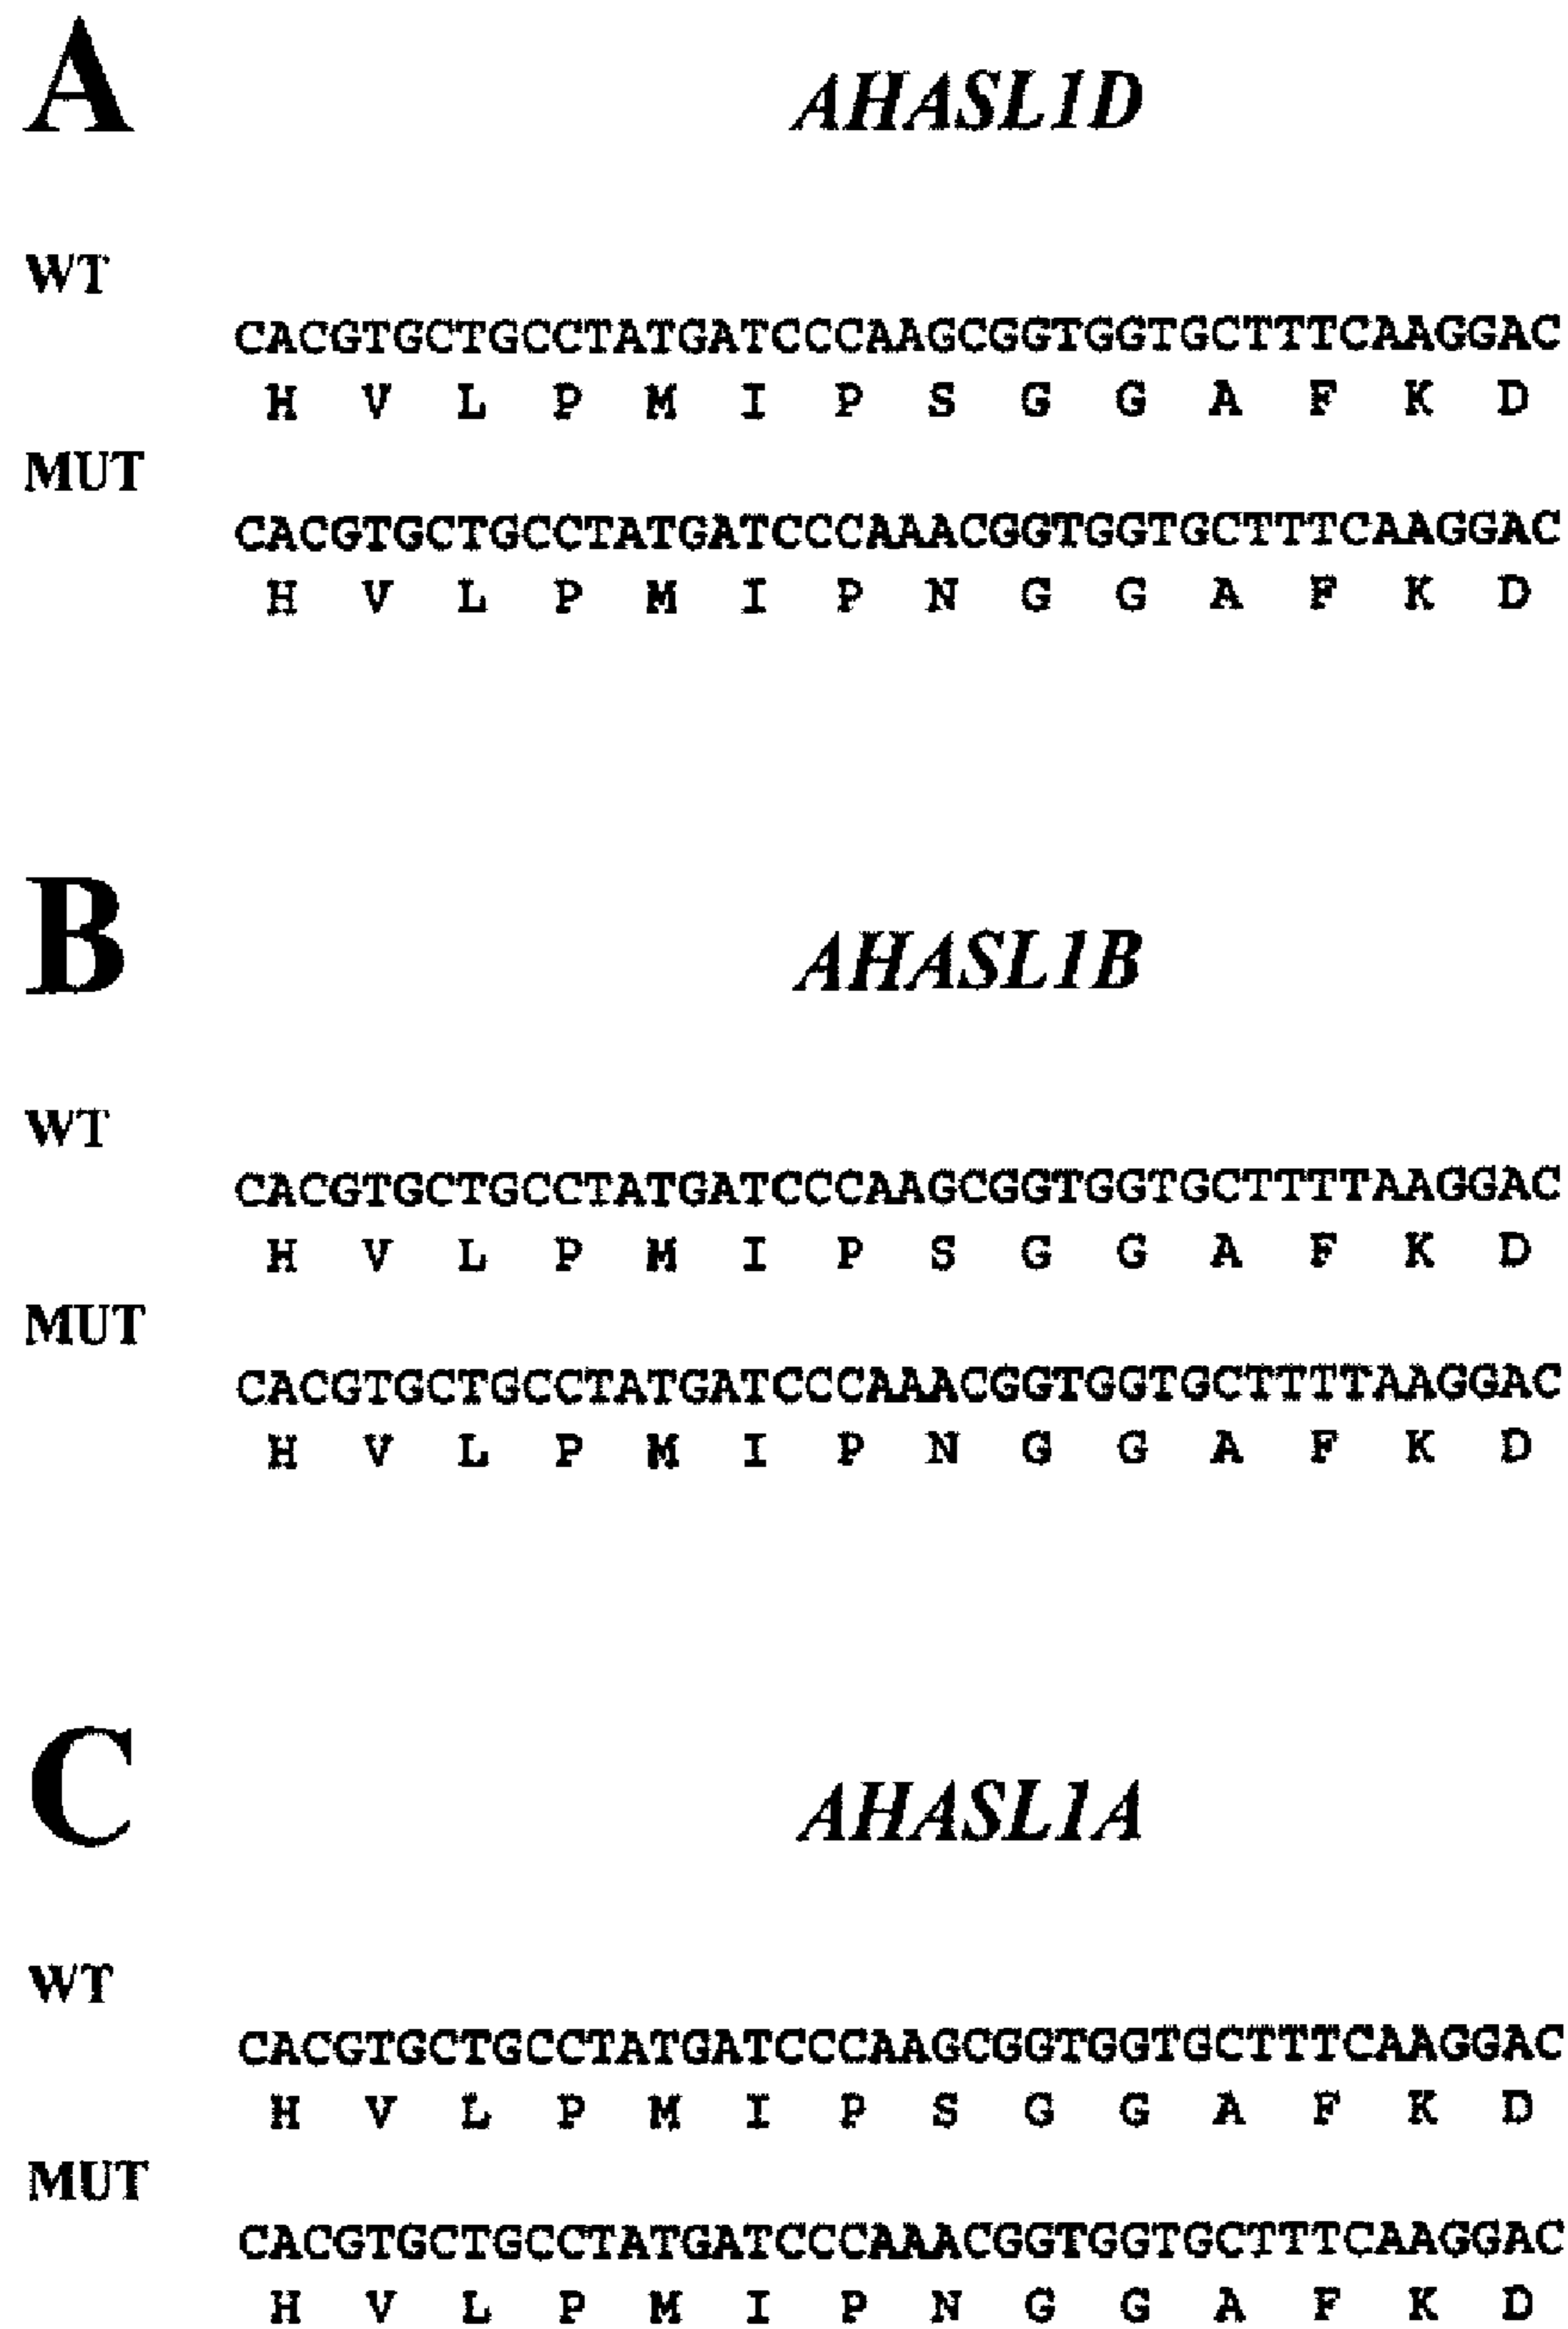 A
AHASL1D
WT
CACGTGCTGCCTATGATCCCAAGCGGTGGTGCTTTCAAGGAC
H V L P M I P S G G A F K D
MUT
CACGTGCTGCCTATGATCCCAAACGGTGGTGCTTTCAAGGAC
H V L P M I P N G G A F K D
B
AHASL1B
WT
CACGTGCTGCCTATGATCCCAAGCGGTGGTGCTTTTAAGGAC
H V L P M I P S G G A F K D
MUT
CACGTGCTGCCTATGATCCCAAACGGTGGTGCTTTTAAGGAC
H V L P M I P N G G A F K D
C
AHASL1A
WT
CACGTGCTGCCTATGATCCCAAGCGGTGGTGCTTTCAAGGAC
H V L P M I P S G G A F K D
MUT
CACGTGCTGCCTATGATCCCAAACGGTGGTGCTTTCAAGGAC
H V L P M I P N G G A F K D